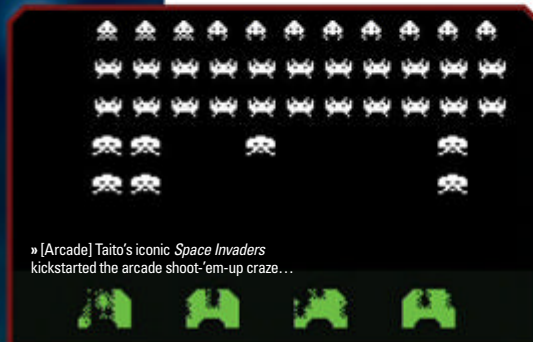 » [Arcade] Taito's iconic Space Invaders
kickstarted the arcade shoot-'em-up craze…